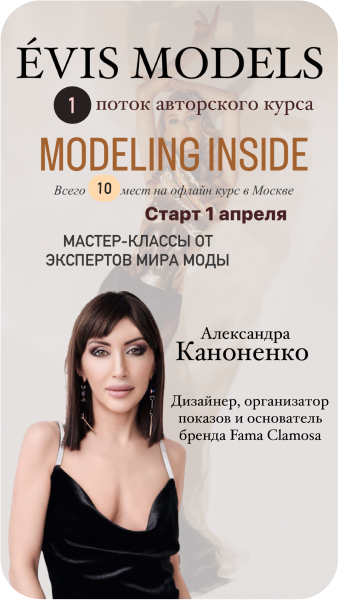 ÉVIS MODELS
1 поток авторского курса
MODELING INSIDE
Всего 10 мест на офлайн курс в Москве
Старт 1 апреля
МАСТЕР-КЛАССЫ ОТ
ЭКСПЕРТОВ МИРА МОДЫ
Александра
Каноненко
Дизайнер, организатор
показов и основатель
бренда Fama Clamosa